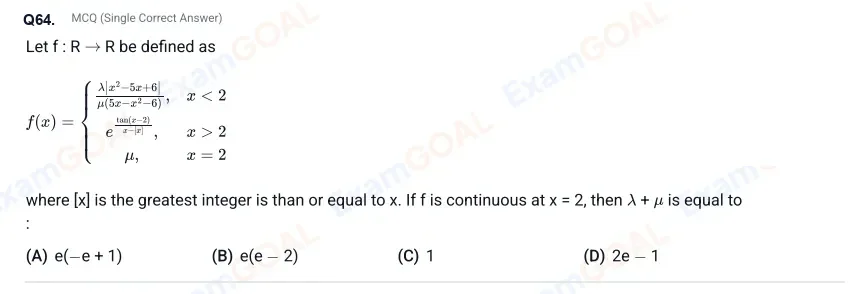 Q64. MCQ (Single Correct Answer)
Let f : R → R be defined as
f(x) = { λ|x²−5x+6| / μ(5x−x²−6), x < 2
e^(tan(x−2) / x−[x]), x > 2
μ, x = 2
where [x] is the greatest integer is than or equal to x. If f is continuous at x = 2, then λ + μ is equal to
:
(A) e(−e + 1) (B) e(e − 2) (C) 1 (D) 2e − 1
ExamGOAL